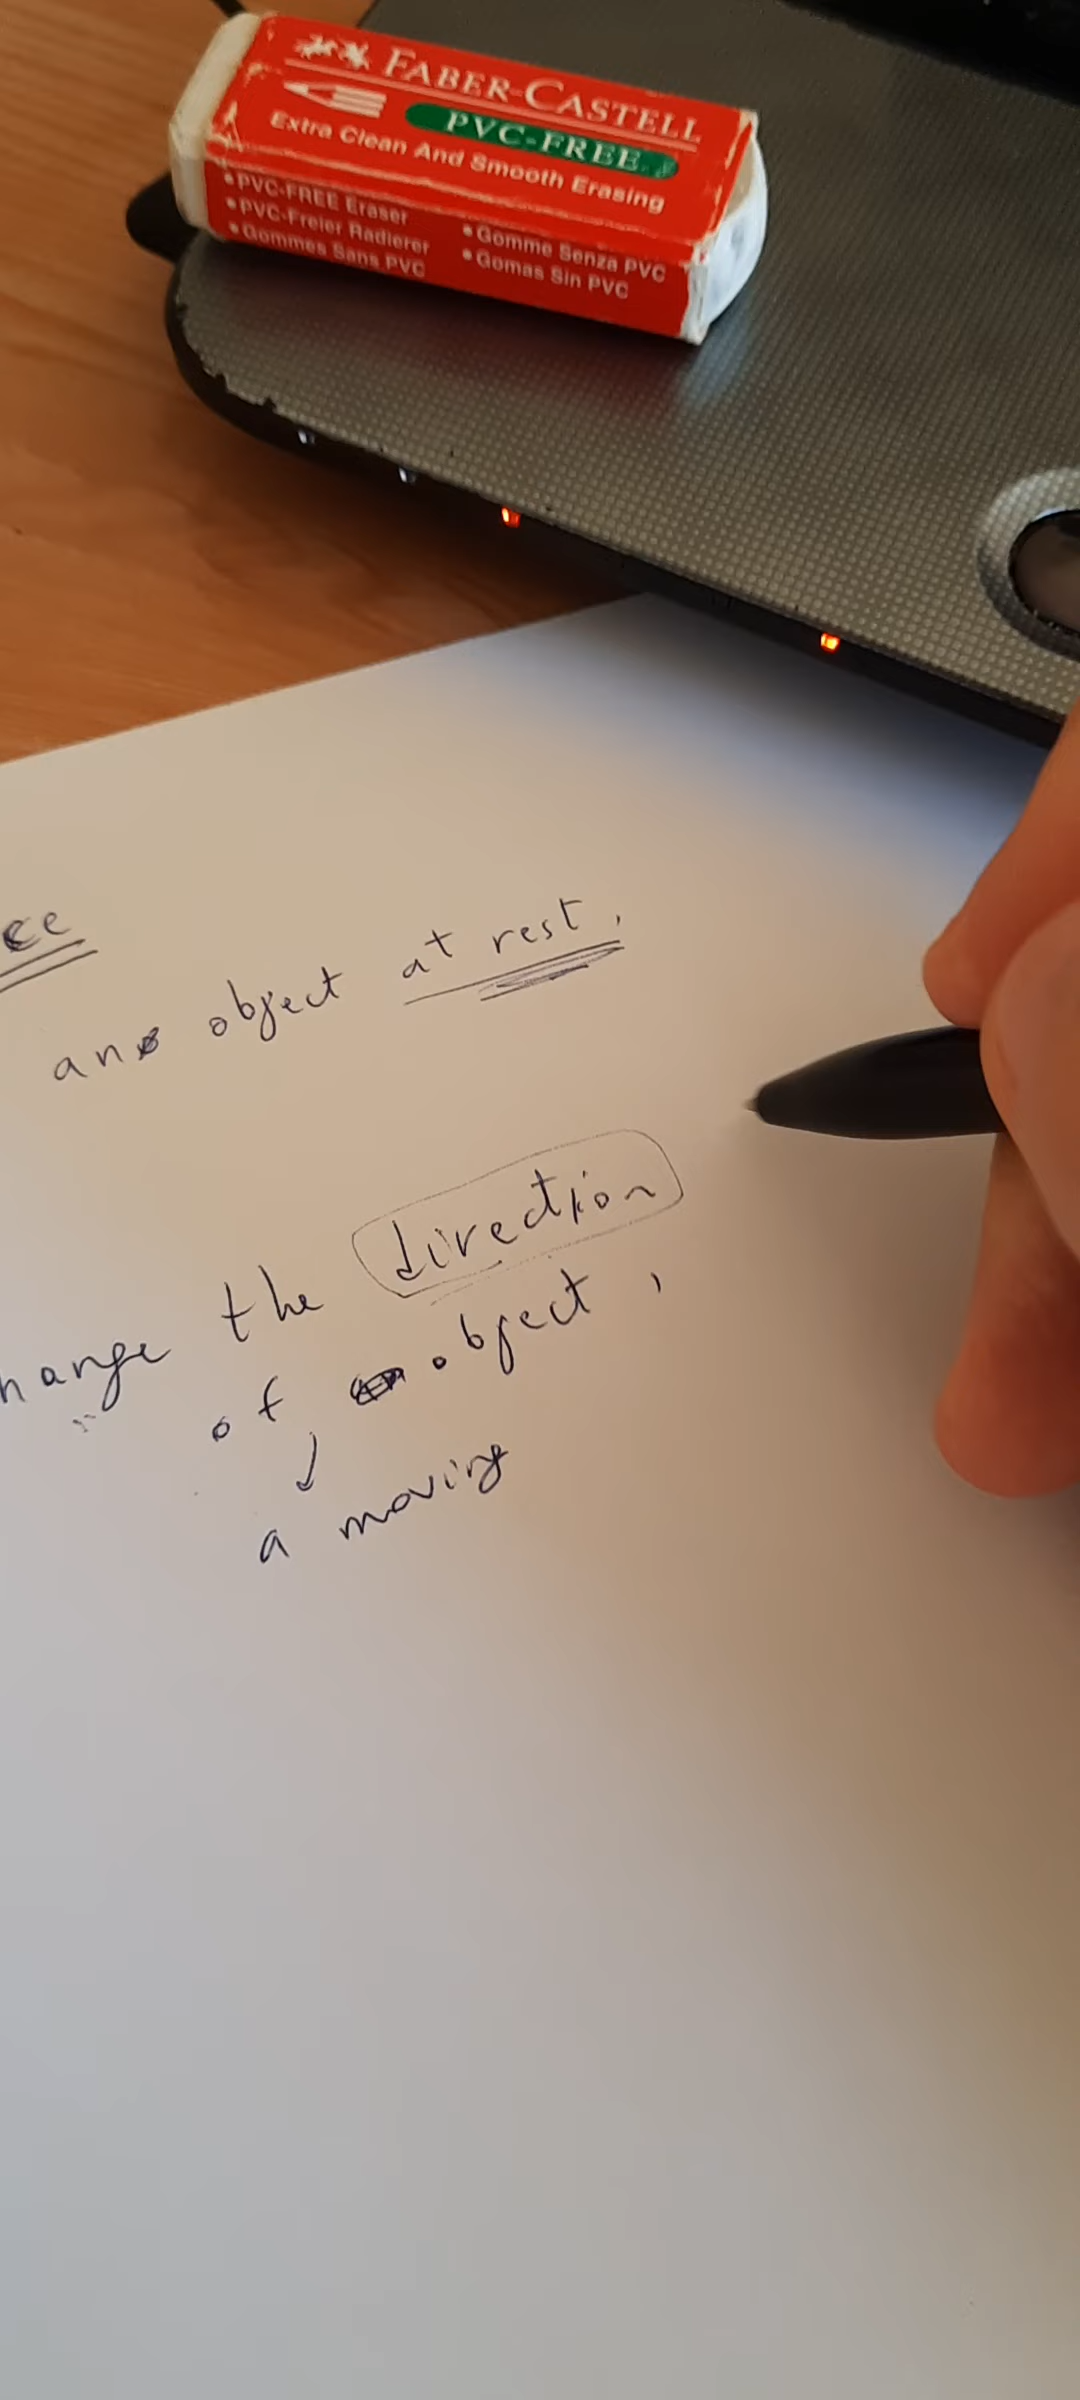 FABER-CASTELL
PVC-FREE
Extra Clean And Smooth Erasing
•PVC-FREE Eraser
•PVC-Freier Radierer
•Gommes Sans PVC
•Gomme Senza PVC
•Gomas Sin PVC
ce
an object at rest.
hange the direction
of object,
a moving